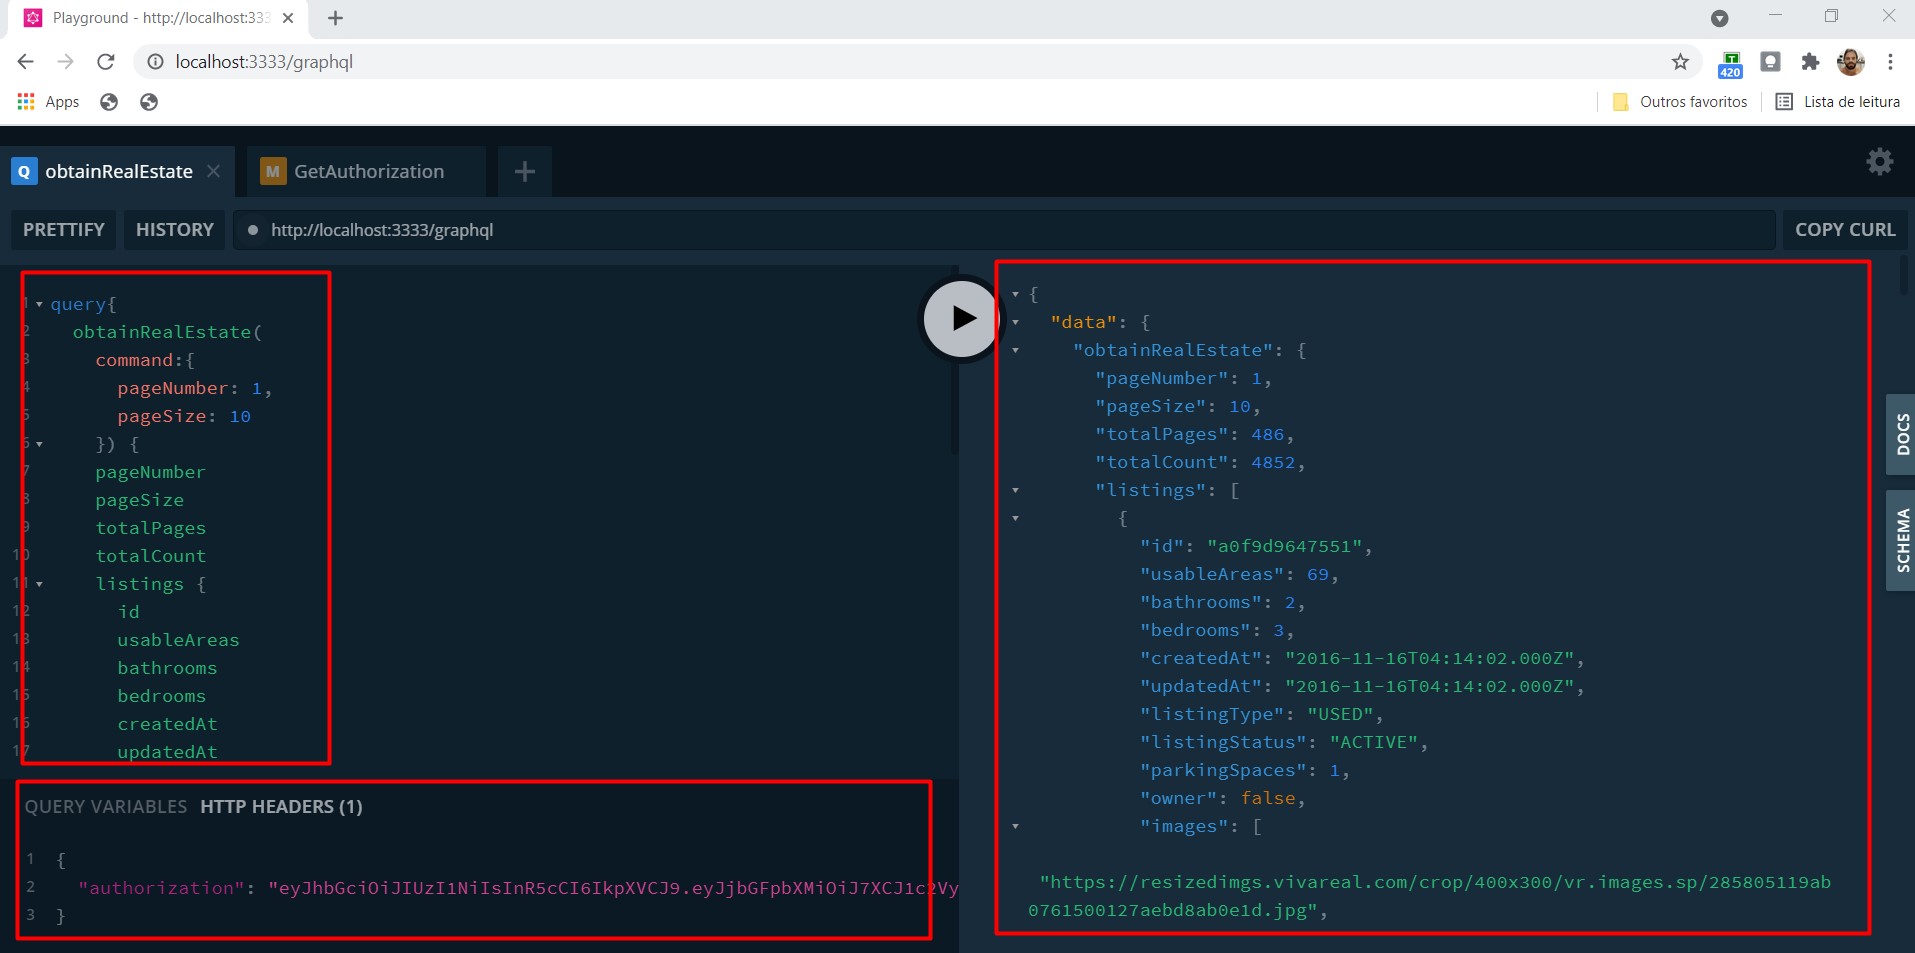 Playground - http://localhost:333
localhost:3333/graphql
420
Apps
Outros favoritos
Lista de leitura
Q obtainRealEstate
M GetAuthorization
PRETTIFY
HISTORY
http://localhost:3333/graphql
COPY CURL
1 query{
2 obtainRealEstate(
3 command:{
4 pageNumber: 1,
5 pageSize: 10
6 }) {
7 pageNumber
8 pageSize
9 totalPages
10 totalCount
11 listings {
12 id
13 usableAreas
14 bathrooms
15 bedrooms
16 createdAt
17 updatedAt
QUERY VARIABLES HTTP HEADERS (1)
1 {
2 "authorization": "eyJhbGciOiJIUzI1NiIsInR5cCI6IkpXVCJ9.eyJjbGFpbXMiOiJ7XCJ1c2Vy
3 }
{
"data": {
"obtainRealEstate": {
"pageNumber": 1,
"pageSize": 10,
"totalPages": 486,
"totalCount": 4852,
"listings": [
{
"id": "a0f9d9647551",
"usableAreas": 69,
"bathrooms": 2,
"bedrooms": 3,
"createdAt": "2016-11-16T04:14:02.000Z",
"updatedAt": "2016-11-16T04:14:02.000Z",
"listingType": "USED",
"listingStatus": "ACTIVE",
"parkingSpaces": 1,
"owner": false,
"images": [
"https://resizedimgs.vivareal.com/crop/400x300/vr.images.sp/285805119ab
0761500127aebd8ab0e1d.jpg",
DOCS
SCHEMA